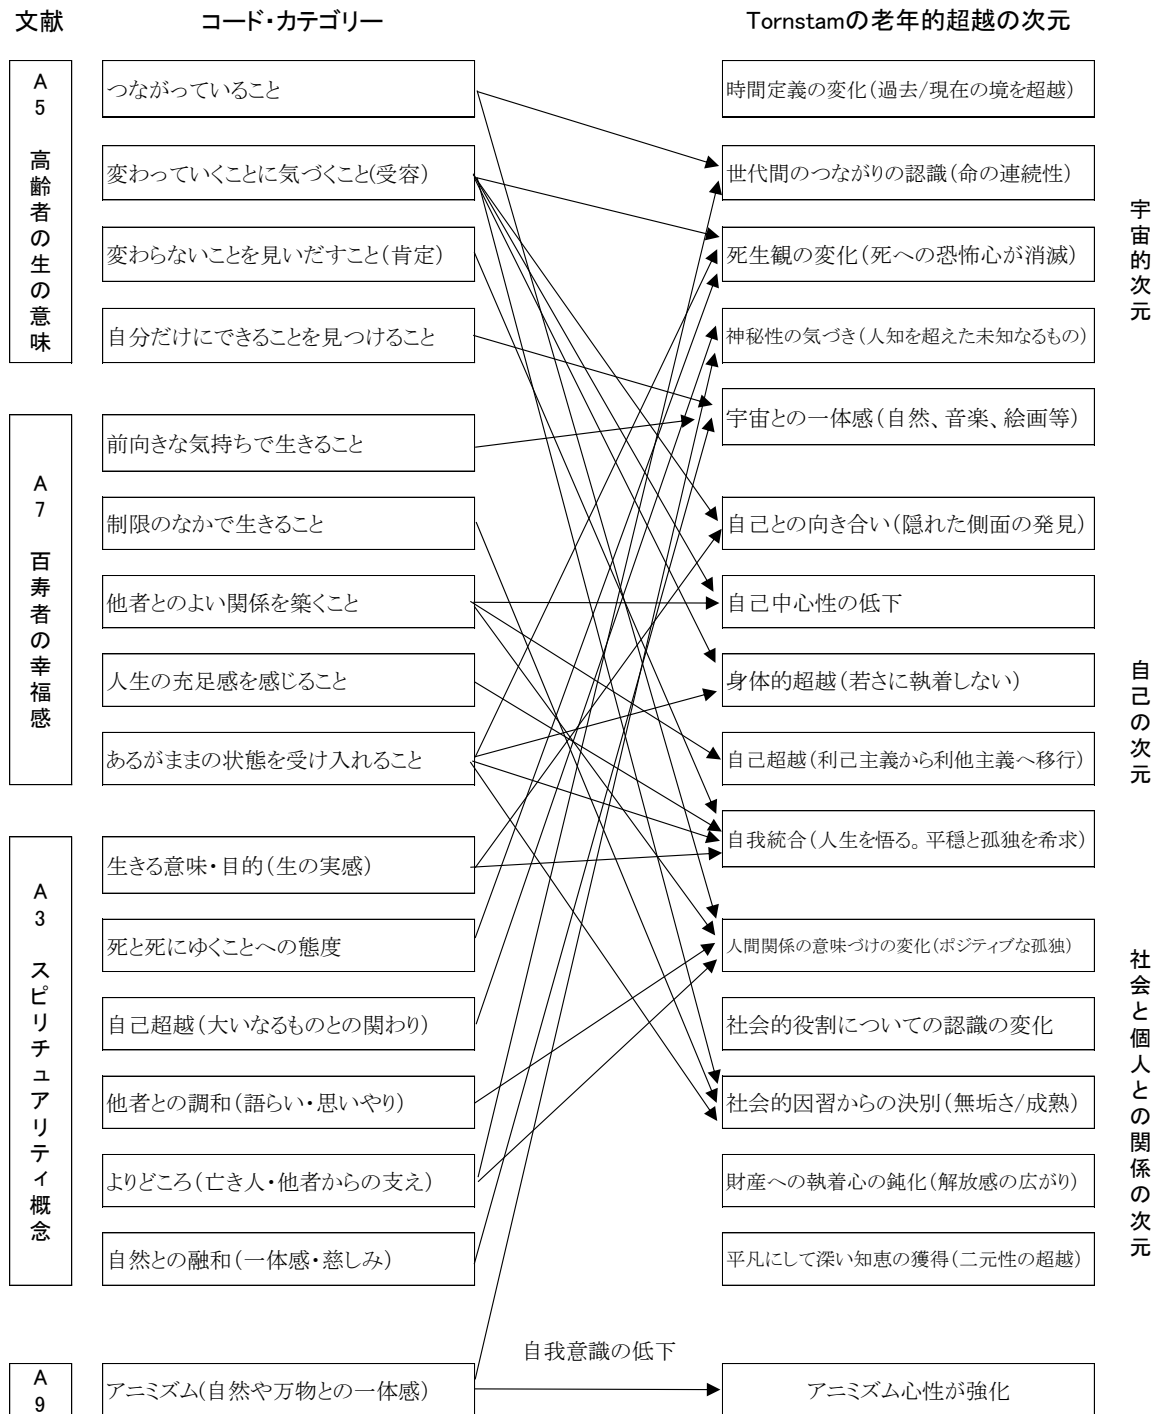 文献
コード・カテゴリー
Tornstamの老年的超越の次元
A5 高齢者の生の意味
つながっていること
変わっていくことに気づくこと(受容)
変わらないことを見いだすこと(肯定)
自分だけにできることを見つけること
A7 百寿者の幸福感
前向きな気持ちで生きること
制限のなかで生きること
他者とのよい関係を築くこと
人生の充足感を感じること
あるがままの状態を受け入れること
A3 スピリチュアリティ概念
生きる意味・目的(生の実感)
死と死にゆくことへの態度
自己超越(大いなるものとの関わり)
他者との調和(語らい・思いやり)
よりどころ(亡き人・他者からの支え)
自然との融和(一体感・慈しみ)
A9
アニミズム(自然や万物との一体感)
自我意識の低下
時間定義の変化(過去/現在の境を超越)
世代間のつながりの認識(命の連続性)
死生観の変化(死への恐怖心が消滅)
神秘性の気づき(人知を超えた未知なるもの)
宇宙との一体感(自然、音楽、絵画等)
宇宙的次元
自己との向き合い(隠れた側面の発見)
自己中心性の低下
身体的超越(若さに執着しない)
自己超越(利己主義から利他主義へ移行)
自我統合(人生を悟る。平穏と孤独を希求)
自己の次元
人間関係の意味づけの変化(ポジティブな孤独)
社会的役割についての認識の変化
社会的因習からの決別(無垢さ/成熟)
財産への執着心の鈍化(解放感の広がり)
平凡にして深い知恵の獲得(二元性の超越)
社会と個人との関係の次元
アニミズム心性が強化